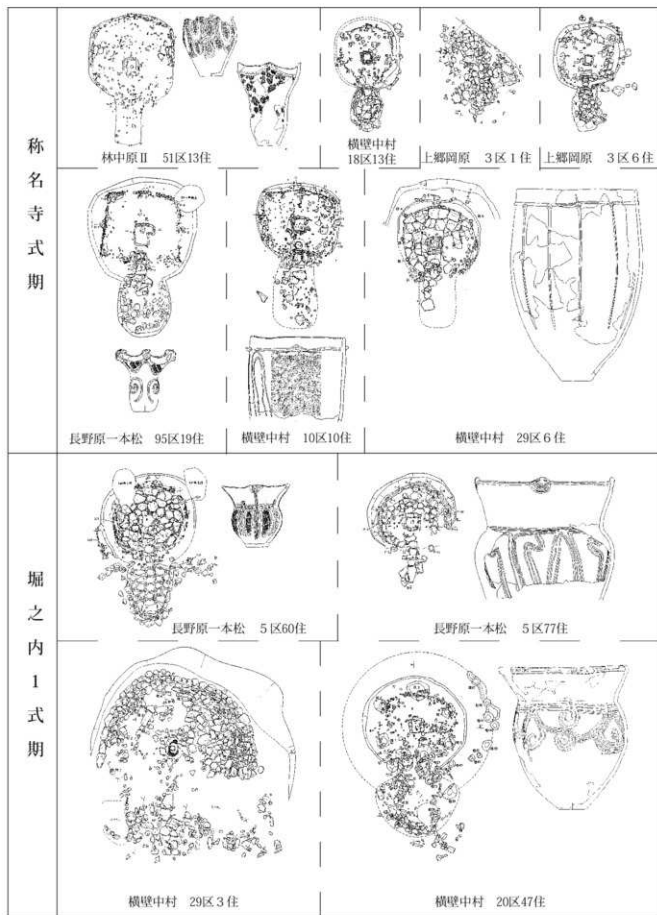 称名寺式期
林中原Ⅱ 51区13住
横壁中村
18区13住
上郷岡原 3区1住
上郷岡原 3区6住
長野原一本松 95区19住
横壁中村 10区10住
横壁中村 29区6住
堀之内1式期
長野原一本松 5区60住
長野原一本松 5区77住
横壁中村 29区3住
横壁中村 20区47住